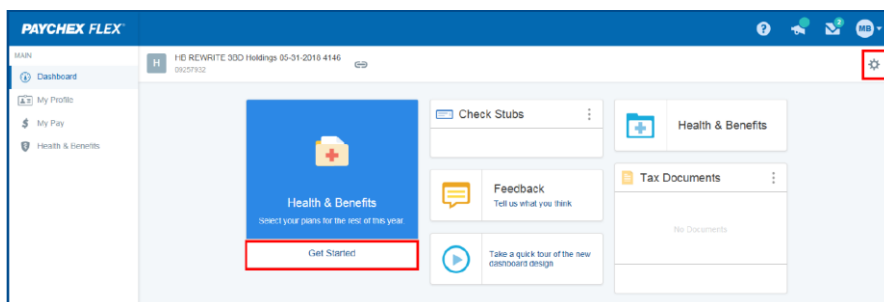 PAYCHEX FLEX®
2
MB
MAIN
Dashboard
My Profile
My Pay
Health & Benefits
H
HB REWRITE 3BD Holdings 05-31-2018 4146
09257932
Health & Benefits
Select your plans for the rest of this year.
Get Started
Check Stubs
Feedback
Tell us what you think
Take a quick tour of the new
dashboard design
Health & Benefits
Tax Documents
No Documents